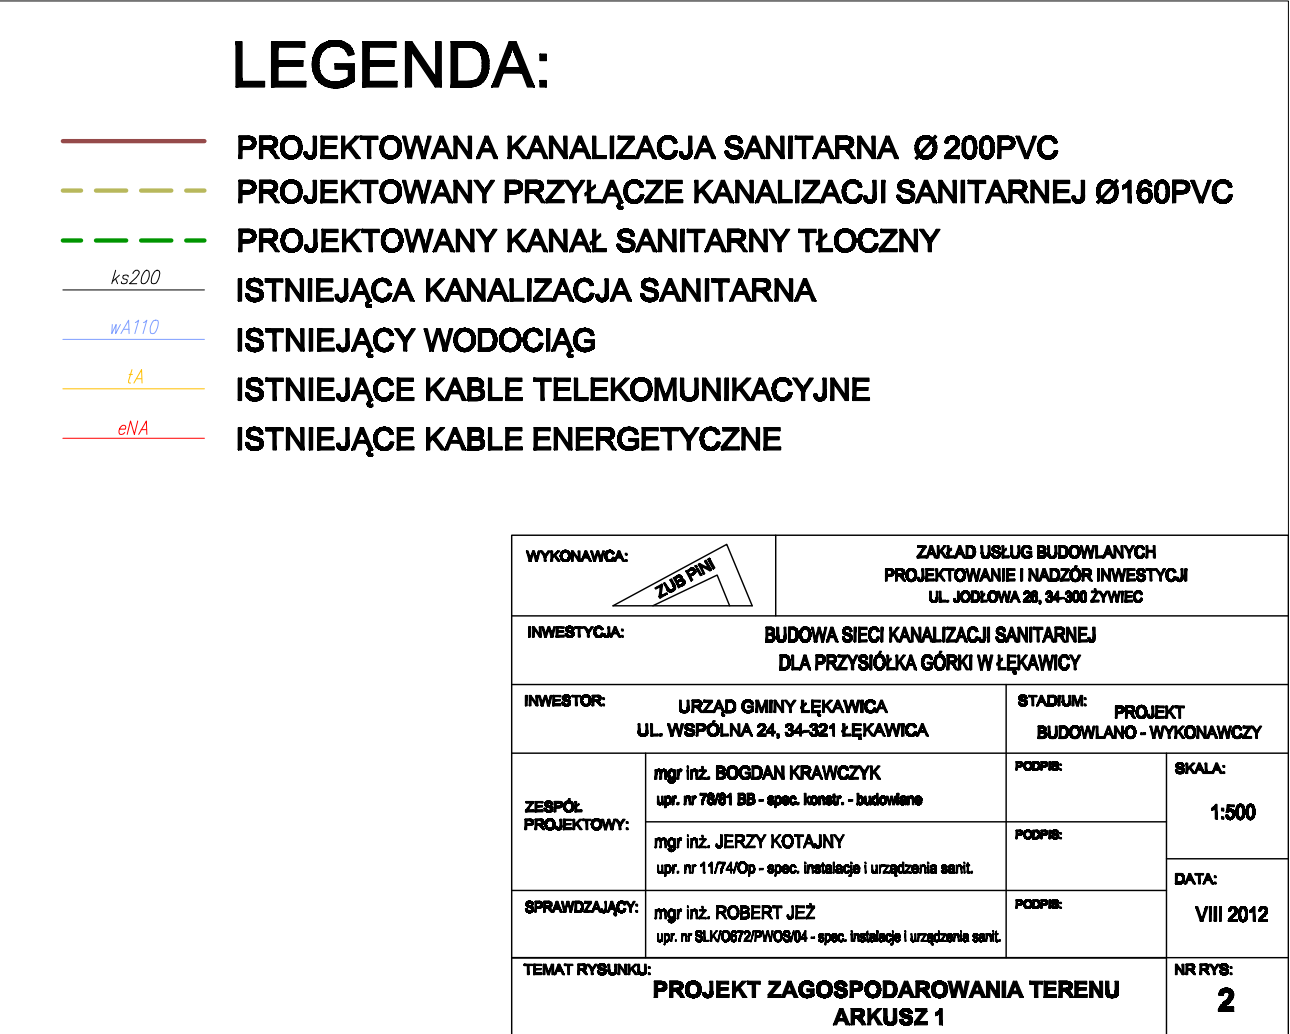 LEGENDA:
PROJEKTOWANA KANALIZACJA SANITARNA Ø 200PVC
PROJEKTOWANY PRZYŁĄCZE KANALIZACJI SANITARNEJ Ø160PVC
PROJEKTOWANY KANAŁ SANITARNY TŁOCZNY
ks200
ISTNIEJĄCA KANALIZACJA SANITARNA
wA110
ISTNIEJĄCY WODOCIĄG
tA
ISTNIEJĄCE KABLE TELEKOMUNIKACYJNE
eNA
ISTNIEJĄCE KABLE ENERGETYCZNE
WYKONAWCA:
ZUB PINI
ZAKŁAD USŁUG BUDOWLANYCH
PROJEKTOWANIE I NADZÓR INWESTYCJI
UL. JODŁOWA 26, 34-300 ŻYWIEC
INWESTYCJA:
BUDOWA SIECI KANALIZACJI SANITARNEJ
DLA PRZYSIÓŁKA GÓRKI W ŁĘKAWICY
INWESTOR:
URZĄD GMINY ŁĘKAWICA
UL. WSPÓLNA 24, 34-321 ŁĘKAWICA
STADIUM:
PROJEKT
BUDOWLANO - WYKONAWCZY
ZESPÓŁ
PROJEKTOWY:
mgr inż. BOGDAN KRAWCZYK
upr. nr 78/81 BB - spec. konstr. - budowlane
PODPIS:
SKALA:
1:500
mgr inż. JERZY KOTAJNY
upr. nr 11/74/Op - spec. instalacje i urządzenia sanit.
PODPIS:
DATA:
VIII 2012
SPRAWDZAJĄCY:
mgr inż. ROBERT JEŻ
upr. nr SLK/O672/PWOS/04 - spec. instalacje i urządzenia sanit.
PODPIS:
TEMAT RYSUNKU:
PROJEKT ZAGOSPODAROWANIA TERENU
ARKUSZ 1
NR RYS:
2